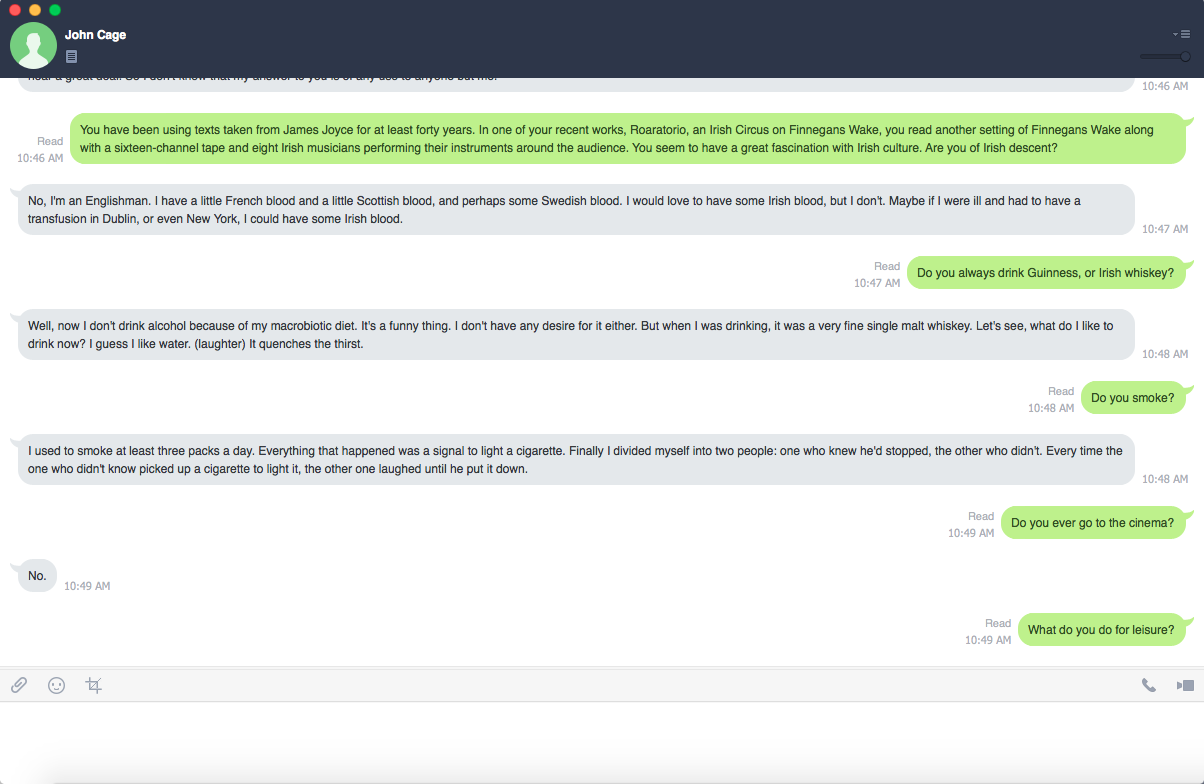 John Cage
10:46 AM
You have been using texts taken from James Joyce for at least forty years. In one of your recent works, Roaratorio, an Irish Circus on Finnegans Wake, you read another setting of Finnegans Wake along
with a sixteen-channel tape and eight Irish musicians performing their instruments around the audience. You seem to have a great fascination with Irish culture. Are you of Irish descent?
Read
10:46 AM
No, I'm an Englishman. I have a little French blood and a little Scottish blood, and perhaps some Swedish blood. I would love to have some Irish blood, but I don't. Maybe if I were ill and had to have a
transfusion in Dublin, or even New York, I could have some Irish blood.
10:47 AM
Read
10:47 AM
Do you always drink Guinness, or Irish whiskey?
Well, now I don't drink alcohol because of my macrobiotic diet. It's a funny thing. I don't have any desire for it either. But when I was drinking, it was a very fine single malt whiskey. Let's see, what do I like to
drink now? I guess I like water. (laughter) It quenches the thirst.
10:48 AM
Read
10:48 AM
Do you smoke?
I used to smoke at least three packs a day. Everything that happened was a signal to light a cigarette. Finally I divided myself into two people: one who knew he'd stopped, the other who didn't. Every time the
one who didn't know picked up a cigarette to light it, the other one laughed until he put it down.
10:48 AM
Read
10:49 AM
Do you ever go to the cinema?
No.
10:49 AM
Read
10:49 AM
What do you do for leisure?